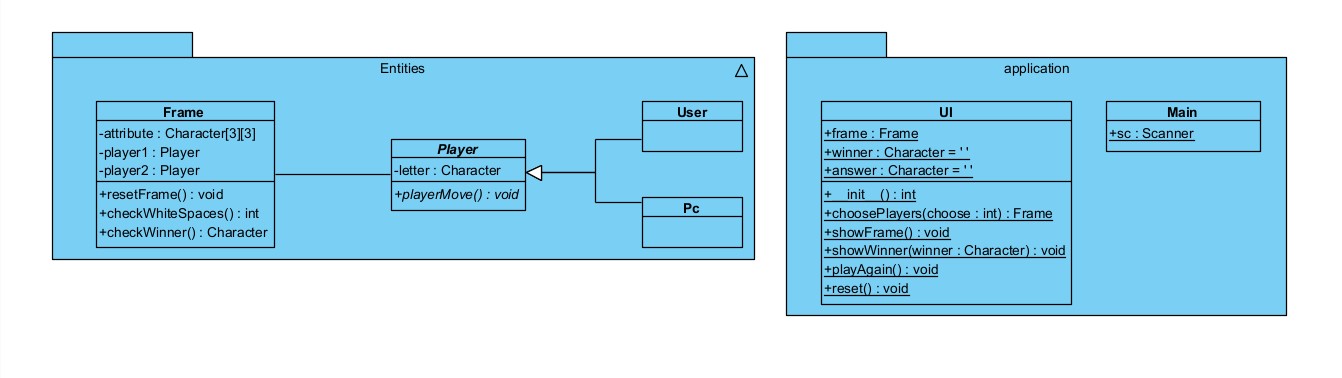 Entities
Frame
-attribute : Character[3][3]
-player1 : Player
-player2 : Player
+resetFrame() : void
+checkWhiteSpaces() : int
+checkWinner() : Character
Player
-letter : Character
+playerMove() : void
User
Pc
application
UI
+frame : Frame
+winner : Character = ' '
+answer : Character = ' '
+__init__() : int
+choosePlayers(choose : int) : Frame
+showFrame() : void
+showWinner(winner : Character) : void
+playAgain() : void
+reset() : void
Main
+sc : Scanner